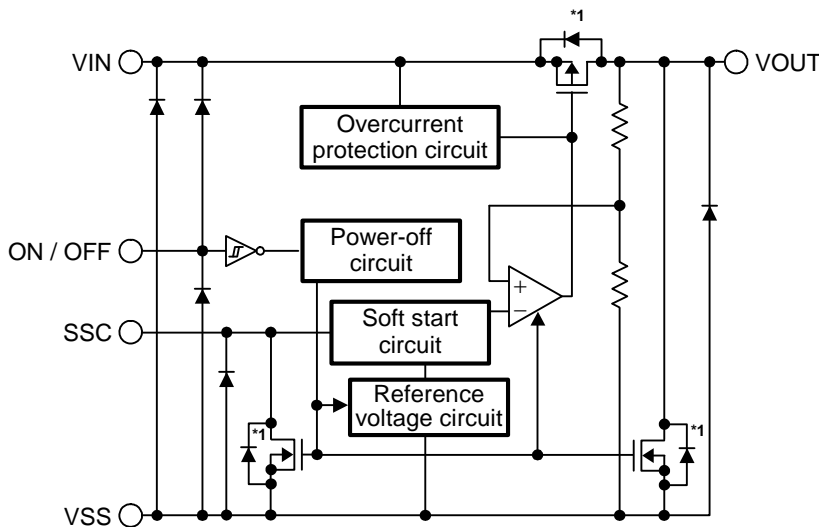 *1
VIN
VOUT
Overcurrent
protection circuit
ON / OFF
Power-off
circuit
+
−
SSC
Soft start
circuit
Reference
voltage circuit
*1
*1
VSS